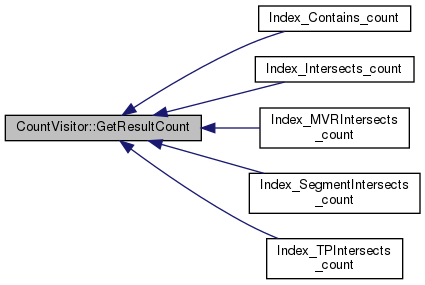 Index_Contains_count
Index_Intersects_count
CountVisitor::GetResultCount
Index_MVRIntersects
_count
Index_SegmentIntersects
_count
Index_TPIntersects
_count